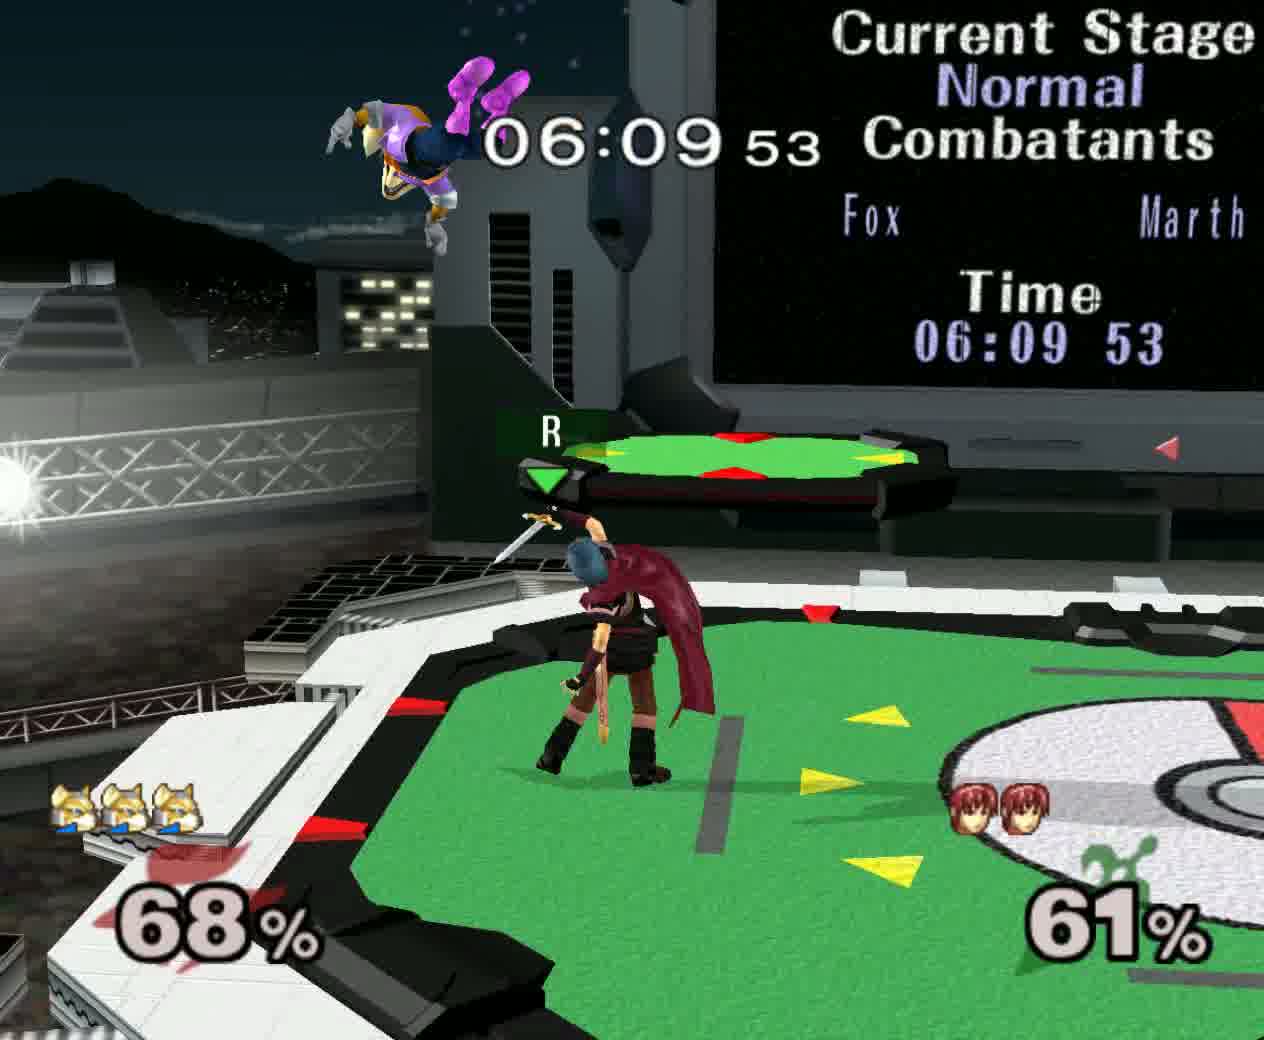 Current Stage
Normal
06:09 53
Combatants
Fox Marth
Time
06:09 53
R
68%
61%